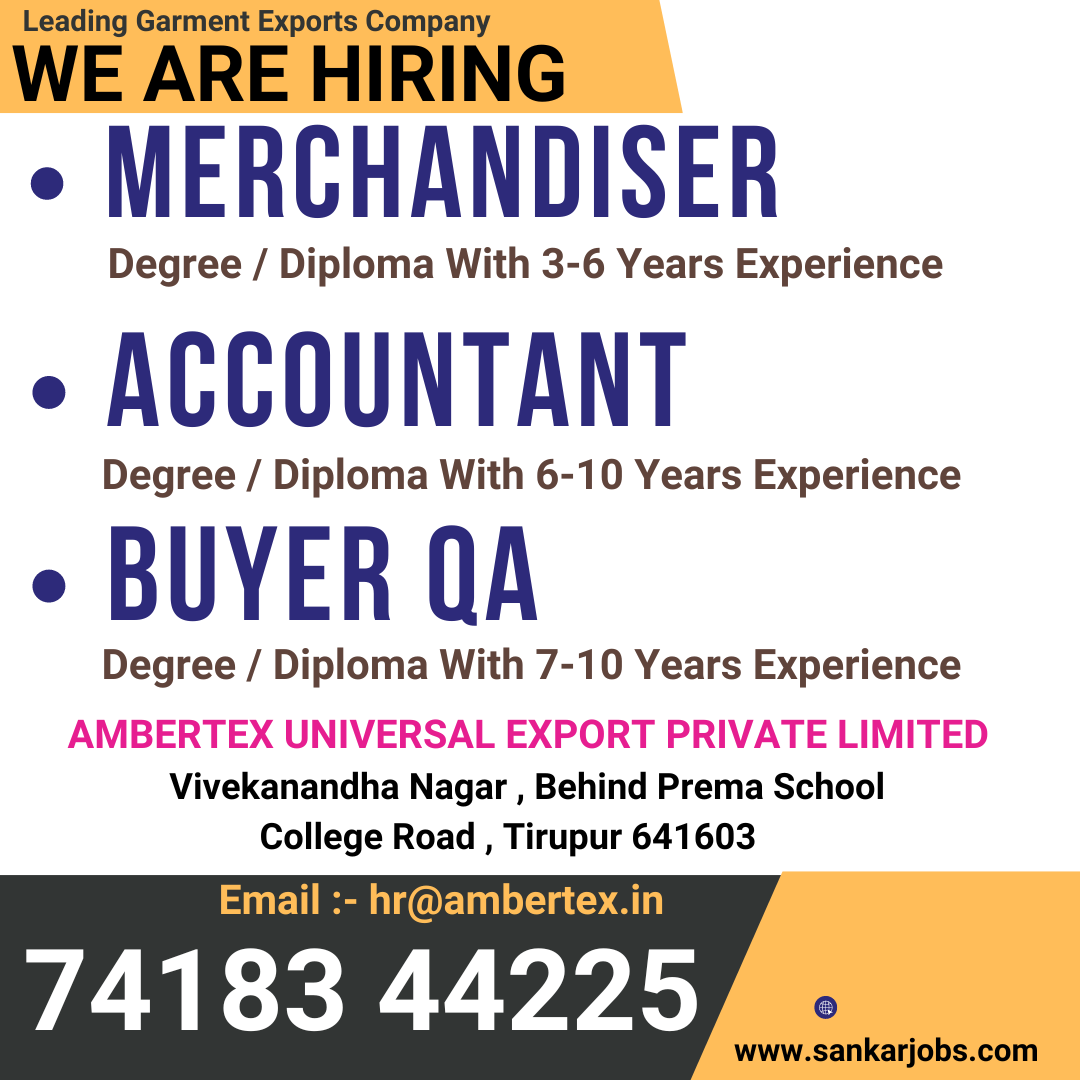 Leading Garment Exports Company
WE ARE HIRING
• MERCHANDISER
Degree / Diploma With 3-6 Years Experience
• ACCOUNTANT
Degree / Diploma With 6-10 Years Experience
• BUYER QA
Degree / Diploma With 7-10 Years Experience
AMBERTEX UNIVERSAL EXPORT PRIVATE LIMITED
Vivekanandha Nagar , Behind Prema School
College Road , Tirupur 641603
Email :- hr@ambertex.in
74183 44225
www.sankarjobs.com